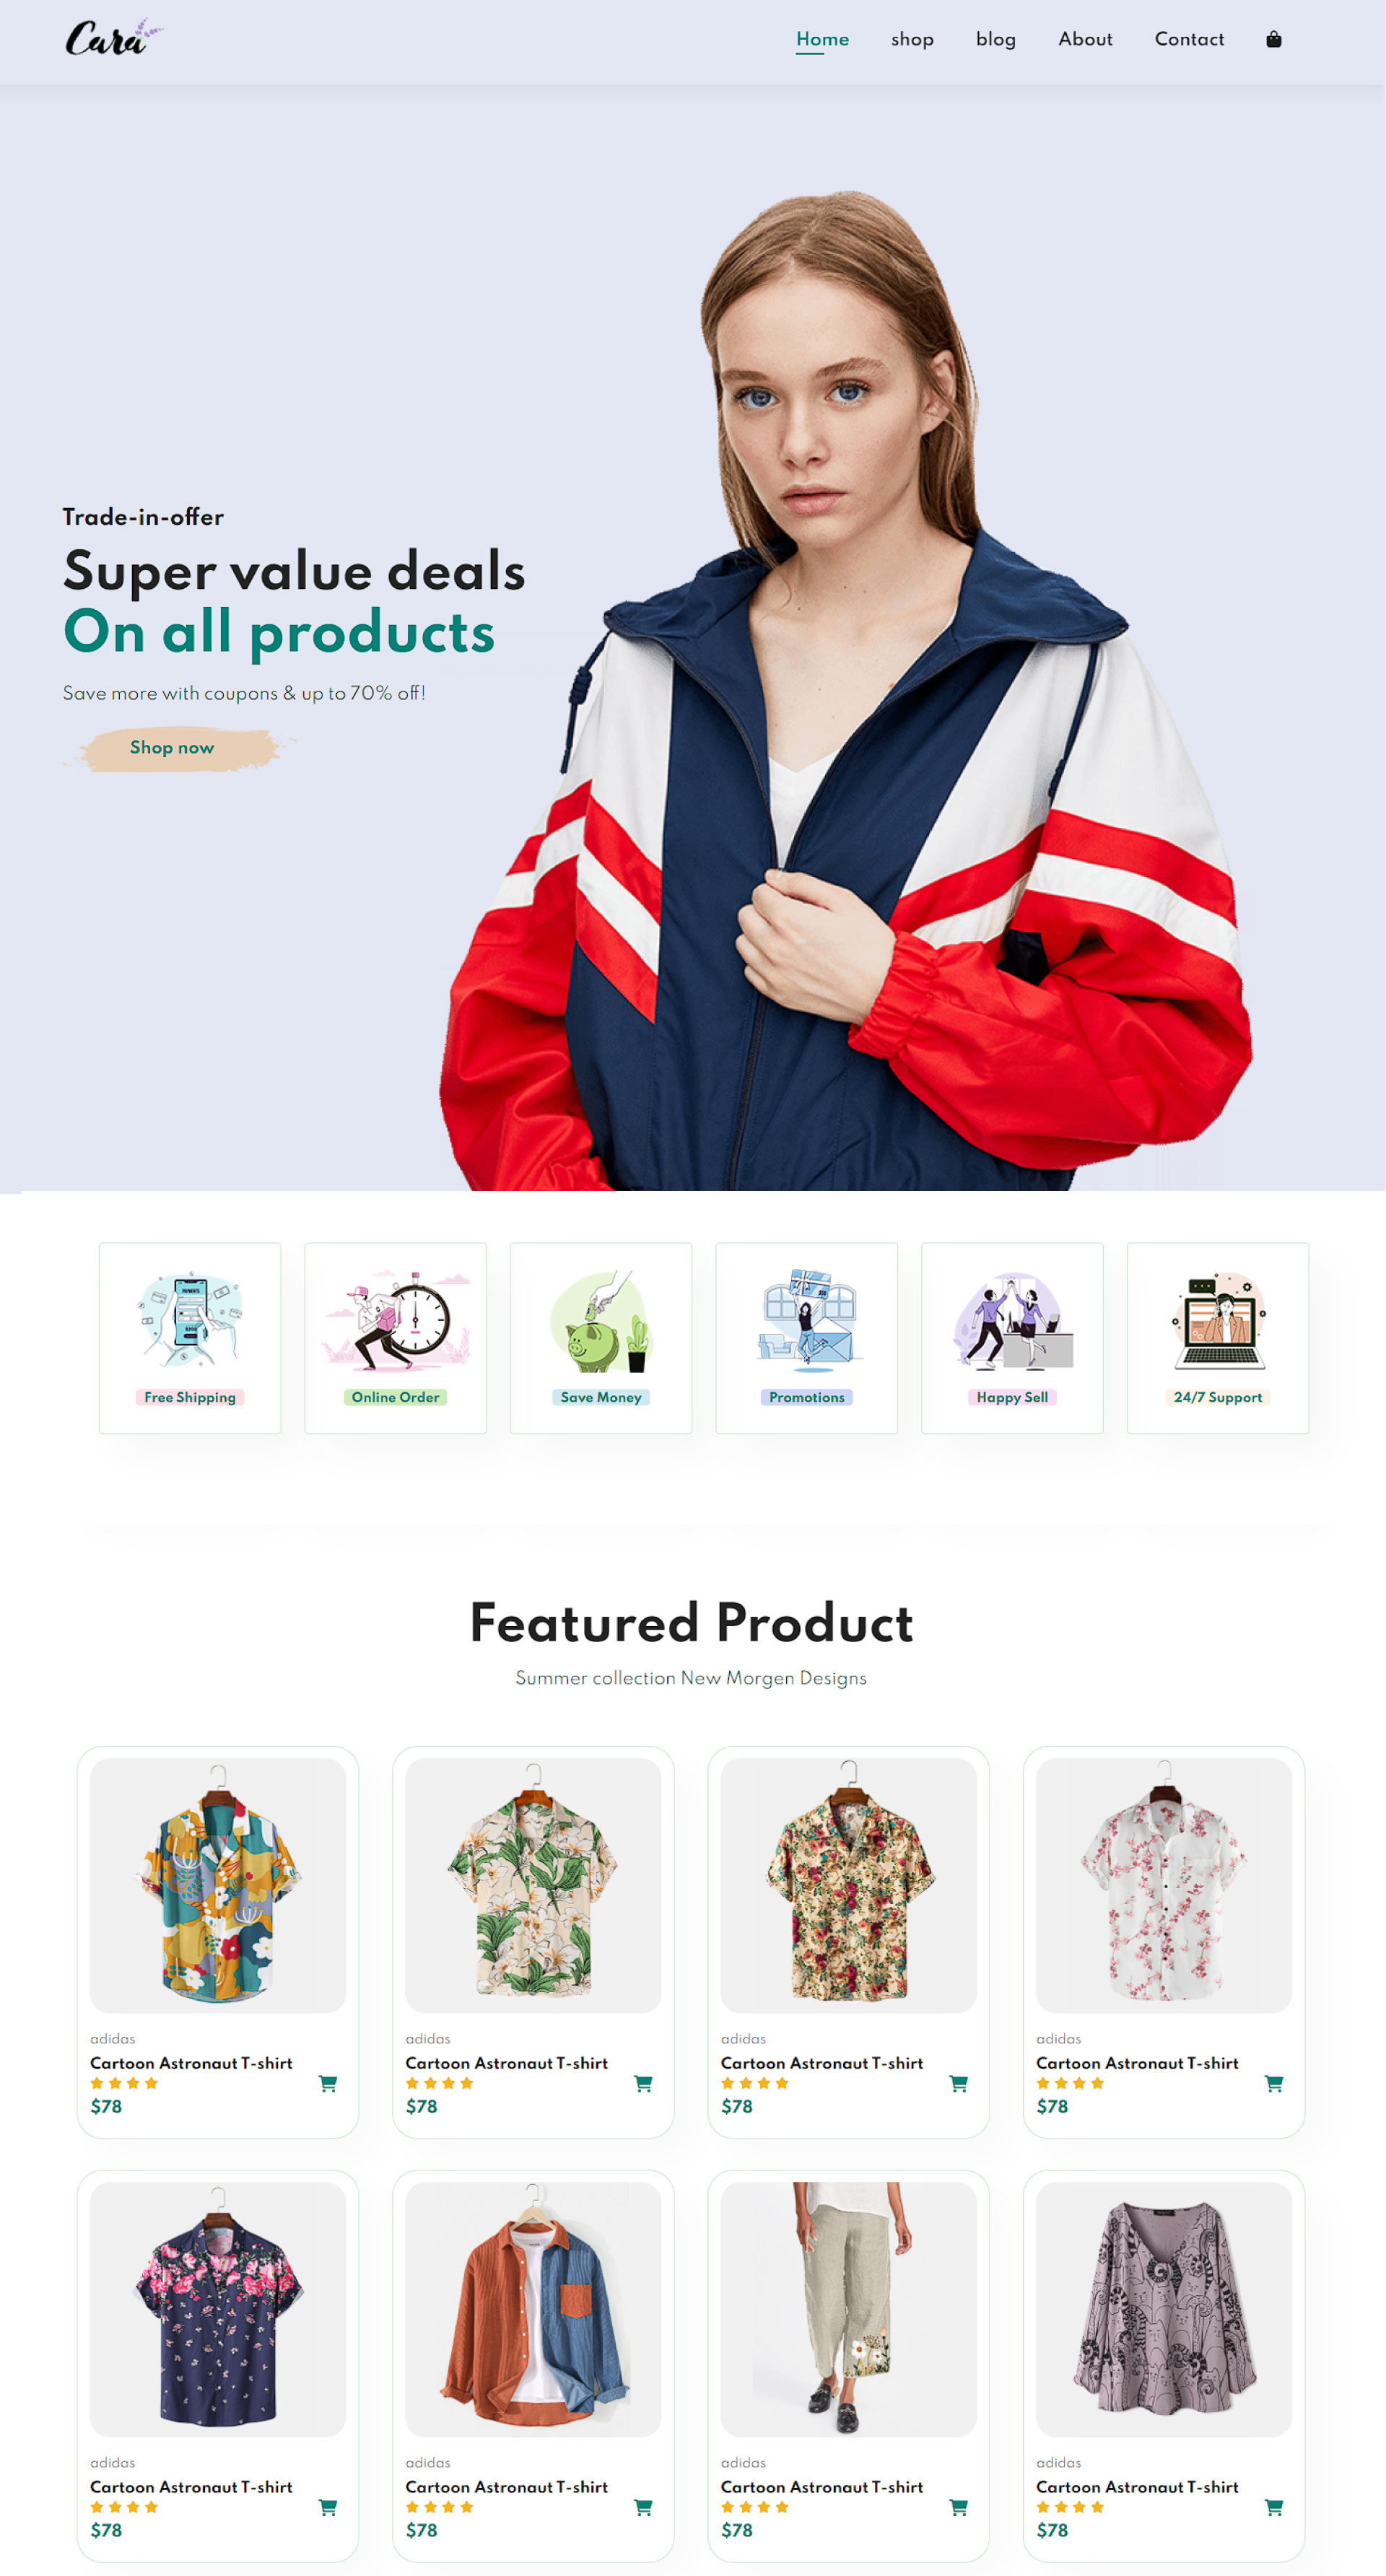 Cara
Home shop blog About Contact
Trade-in-offer
Super value deals
On all products
Save more with coupons & up to 70% off!
Shop now
PAYMENTS
Free Shipping Online Order Save Money Promotions Happy Sell 24/7 Support
Featured Product
Summer collection New Morgen Designs
adidas adidas adidas adidas
Cartoon Astronaut T-shirt Cartoon Astronaut T-shirt Cartoon Astronaut T-shirt Cartoon Astronaut T-shirt
$78 $78 $78 $78
adidas adidas adidas adidas
Cartoon Astronaut T-shirt Cartoon Astronaut T-shirt Cartoon Astronaut T-shirt Cartoon Astronaut T-shirt
$78 $78 $78 $78